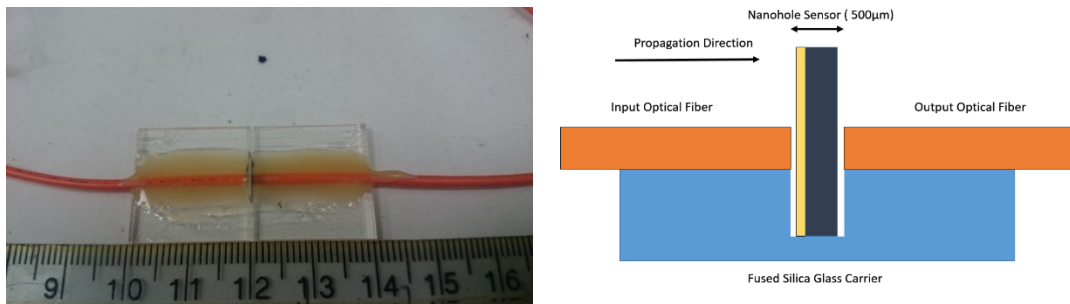 9 10 11 12 13 14 15 16
Nanohole Sensor ( 500µm)
Propagation Direction
Input Optical Fiber
Output Optical Fiber
Fused Silica Glass Carrier